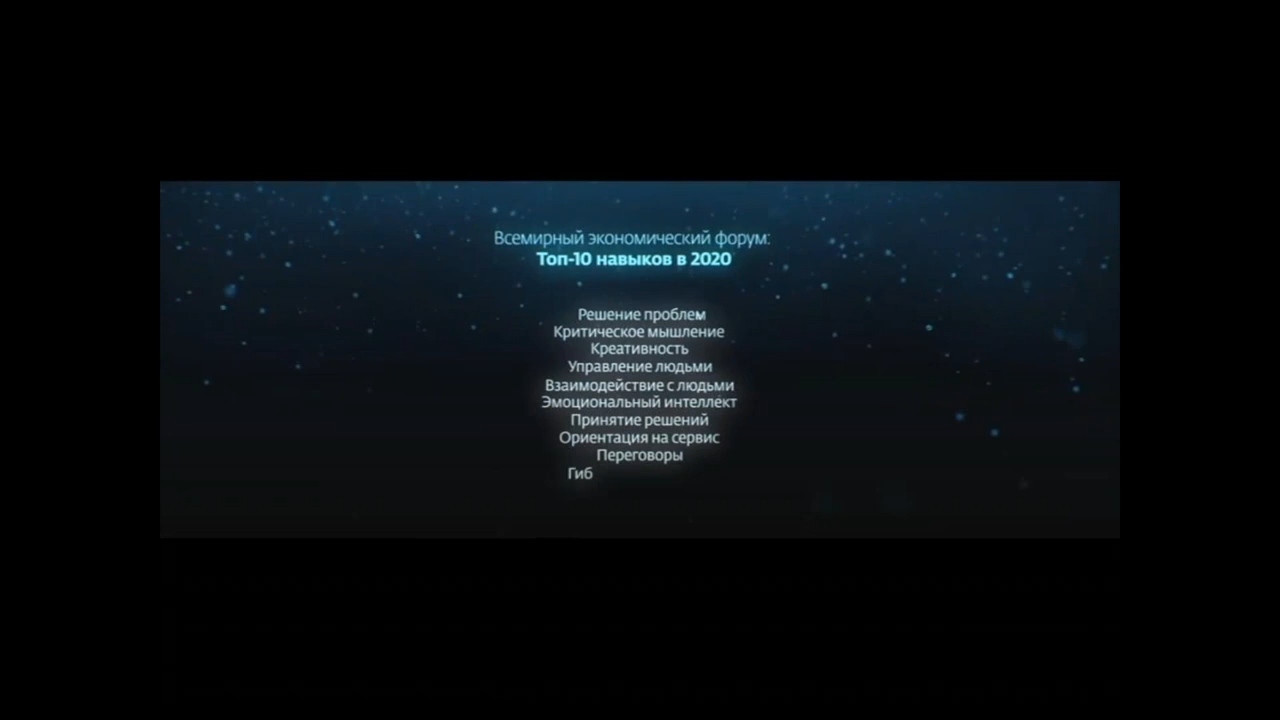 Всемирный экономический форум:
Топ-10 навыков в 2020
Решение проблем
Критическое мышление
Креативность
Управление людьми
Взаимодействие с людьми
Эмоциональный интеллект
Принятие решений
Ориентация на сервис
Переговоры
Гиб